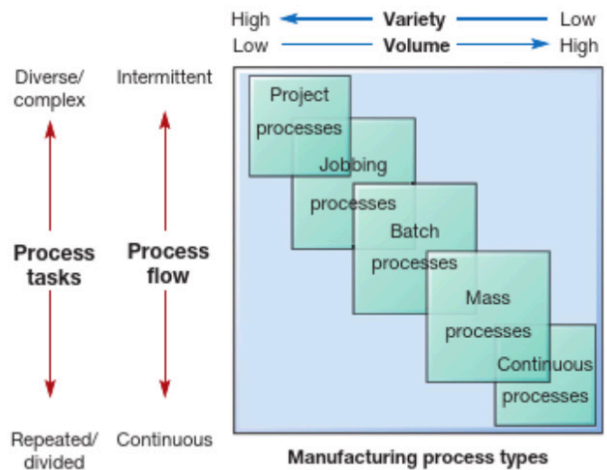 High Variety Low
Low Volume High
Diverse/ Intermittent
complex
Project
processes
Jobbing
processes
Batch
processes
Process Process
tasks flow
Mass
processes
Continuous
processes
Repeated/ Continuous
divided
Manufacturing process types